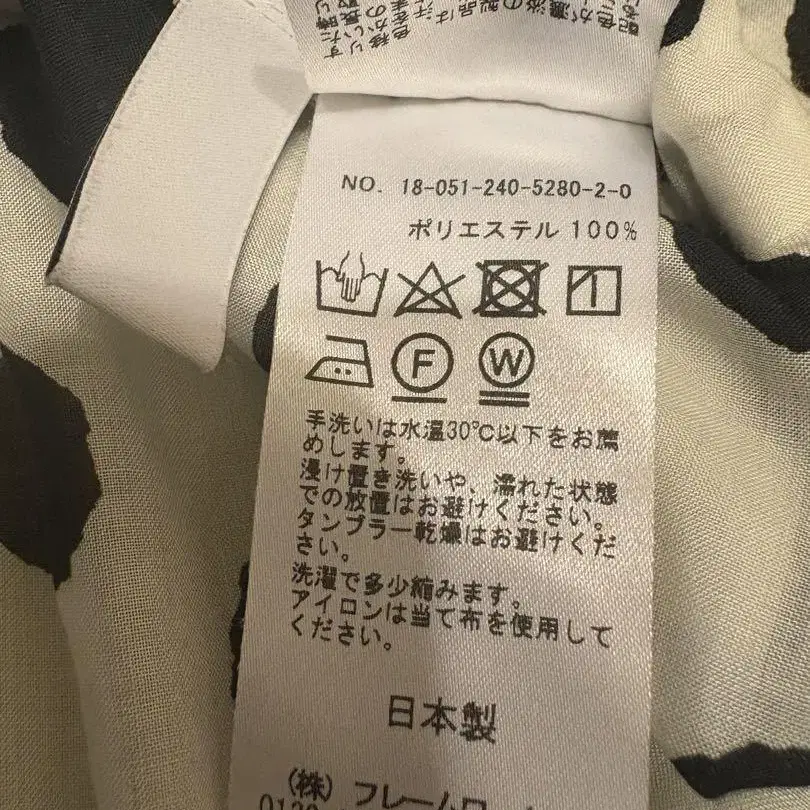 NO. 18-051-240-5280-2-0
ポリエステル 100%
F
W
手洗いは水温30℃以下をお薦
めします。
浸け置き洗いや、濡れた状態
での放置はお避けください。
タンブラー乾燥はお避けくだ
さい。
洗濯で多少縮みます。
アイロンは当て布を使用して
ください。
日本製
(株) フレーム